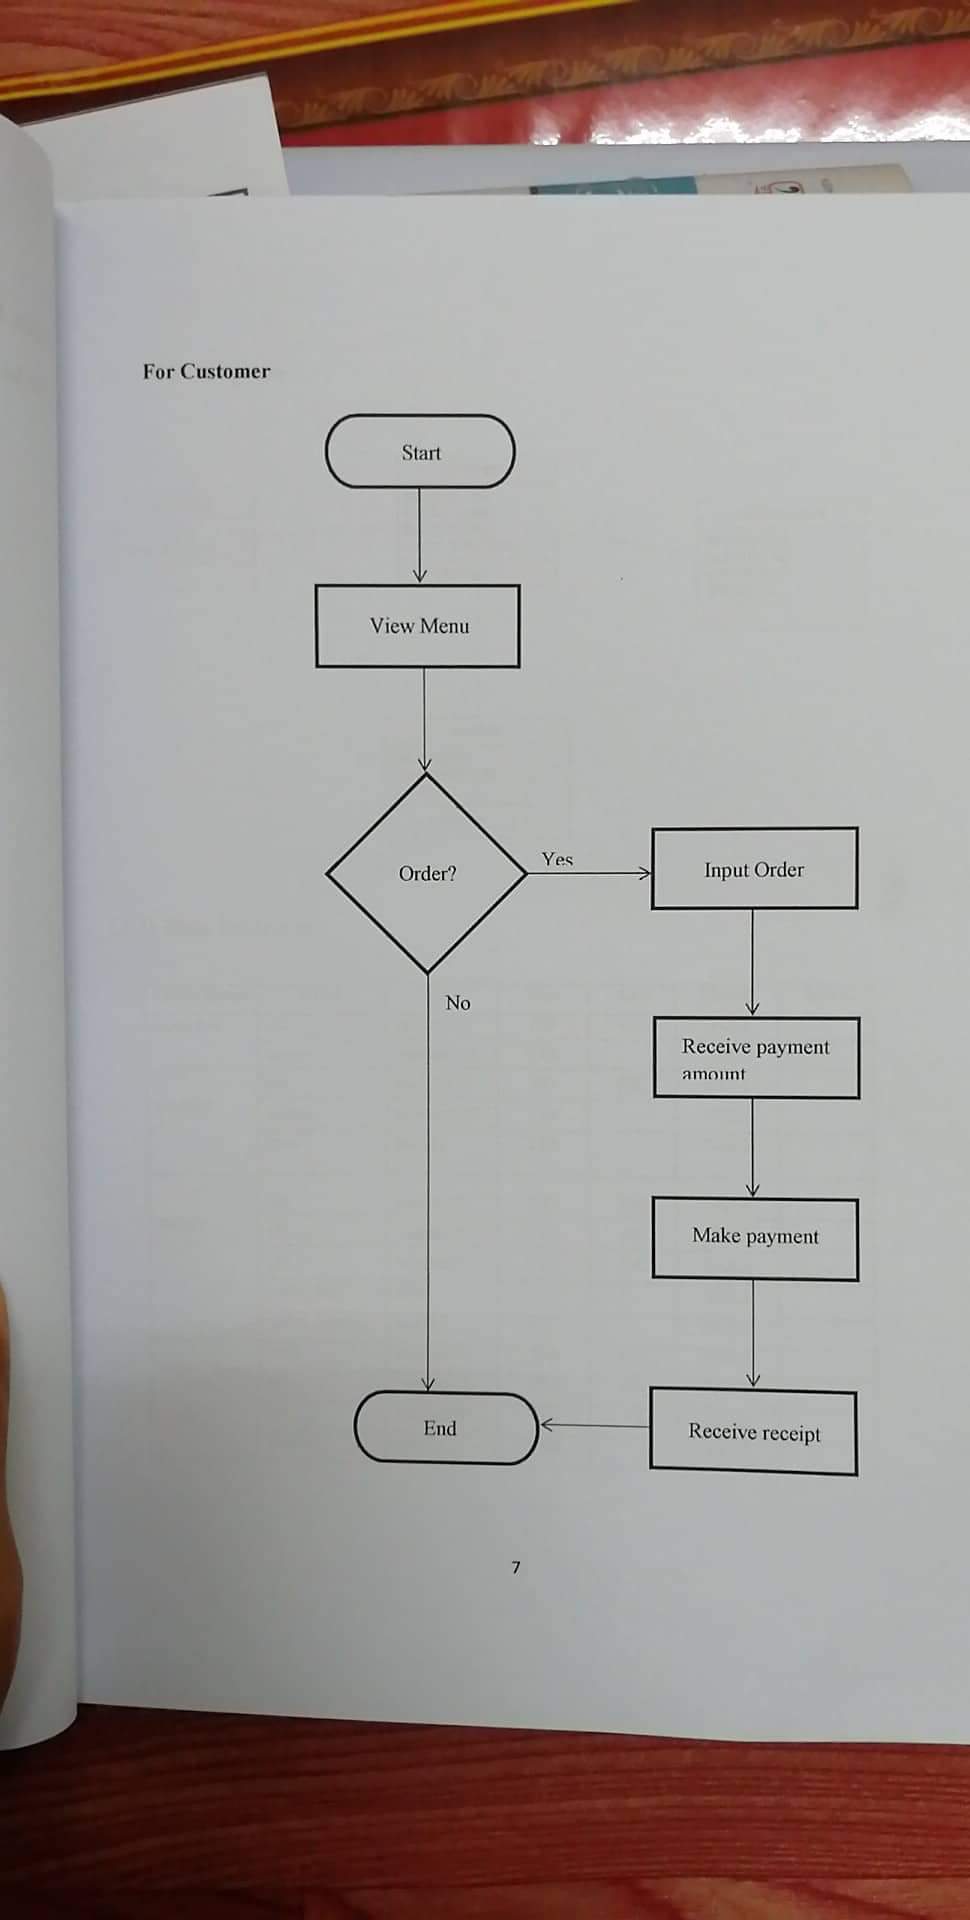 For Customer
Start
View Menu
Order?
Yes
Input Order
No
Receive payment
amount
Make payment
Receive receipt
End
7